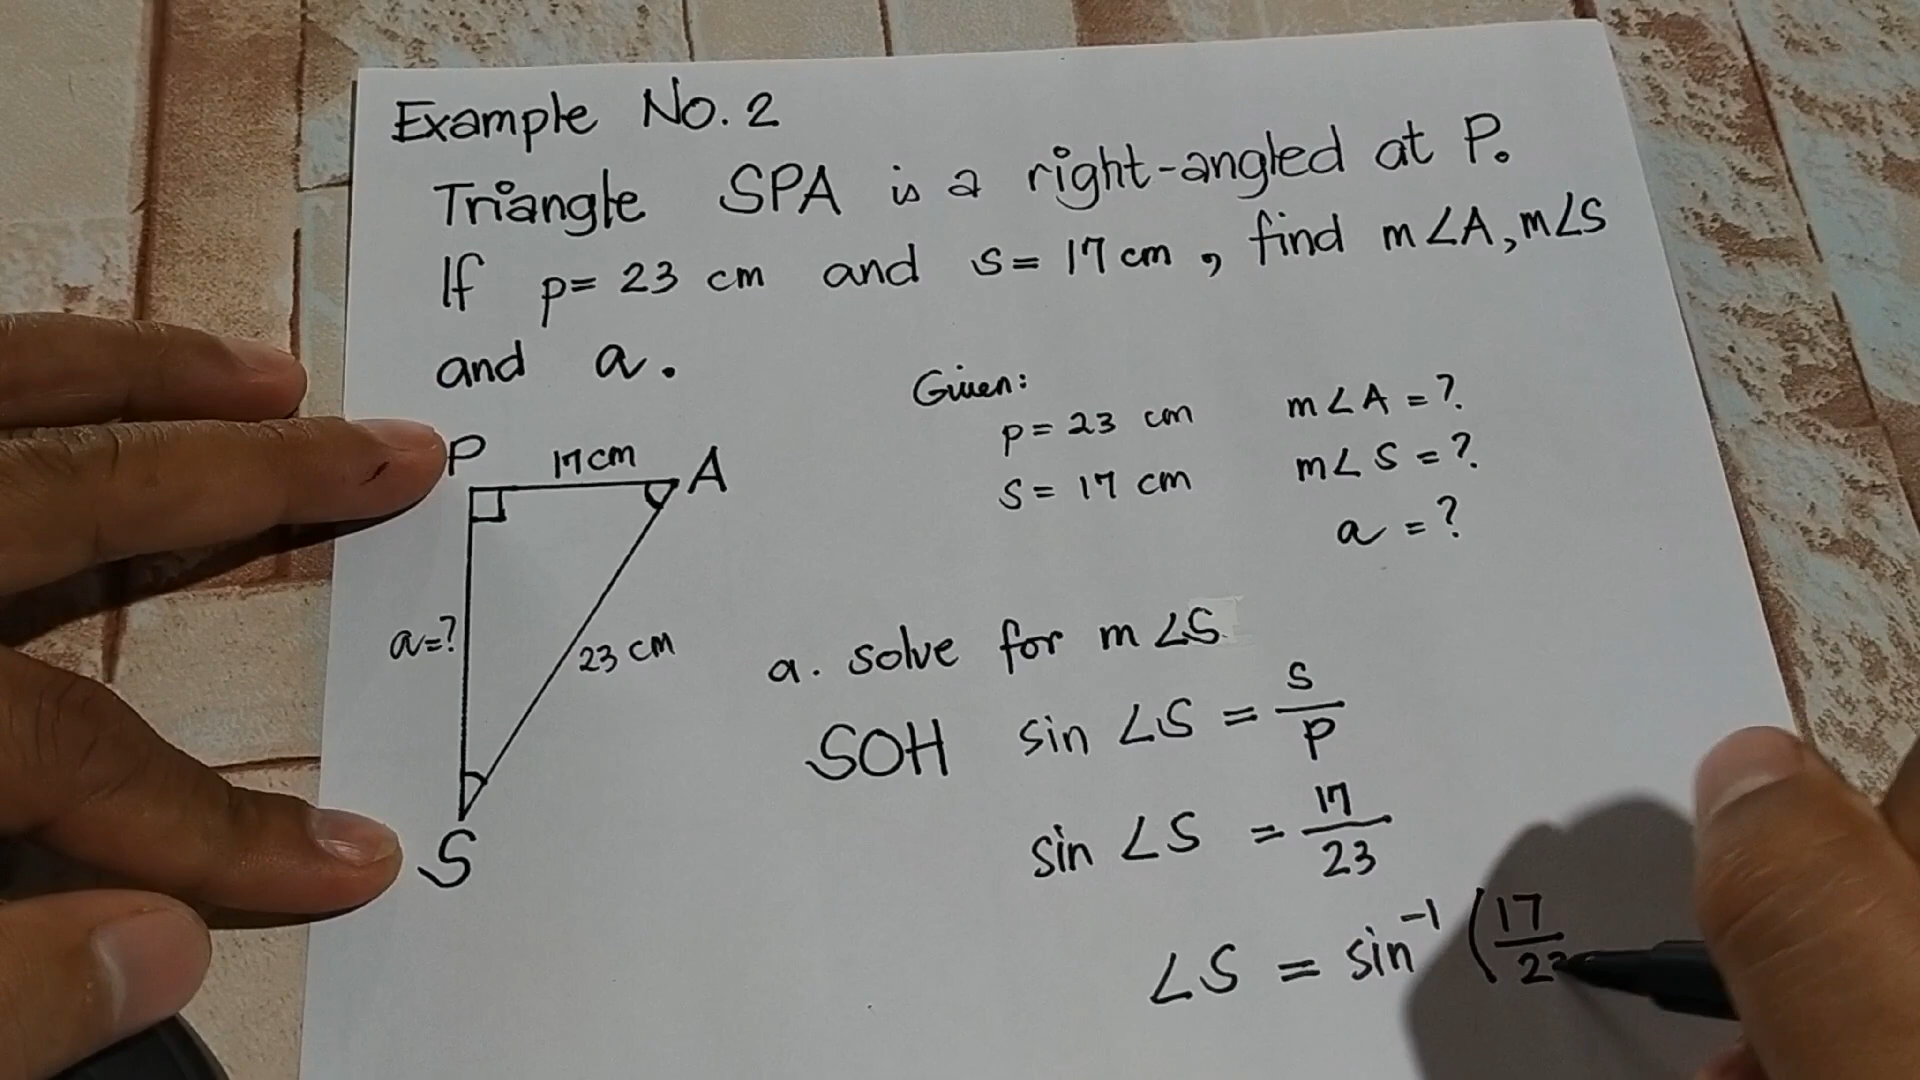 Example No. 2
Triangle SPA is a right-angled at P.
If p= 23 cm and s= 17 cm, find m∠A, m∠S
and a.
Given:
p= 23 cm m∠A = ?
s= 17 cm m∠S = ?
a = ?
P 17cm A
a=? 23 cm
S
a. solve for m∠S
SOH sin ∠S = s/p
sin ∠S = 17/23
∠S = sin⁻¹ (17/23